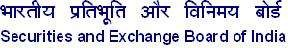 भारतीय प्रतिभूति और विनिमय बोर्ड
Securities and Exchange Board of India